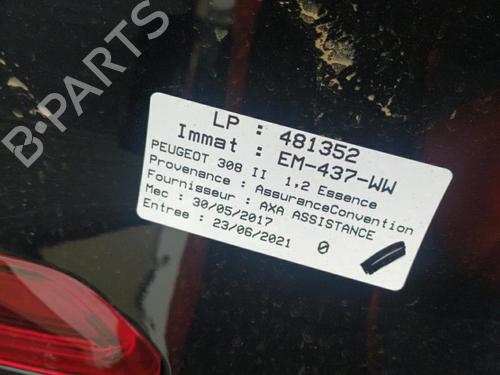 B-PARTS
LP : 481352
Immat : EM-437-WW
PEUGEOT 308 II 1,2 Essence
Provenance : AssuranceConvention
Fournisseur : AXA ASSISTANCE
Mec : 30/05/2017
Entree : 23/06/2021 0